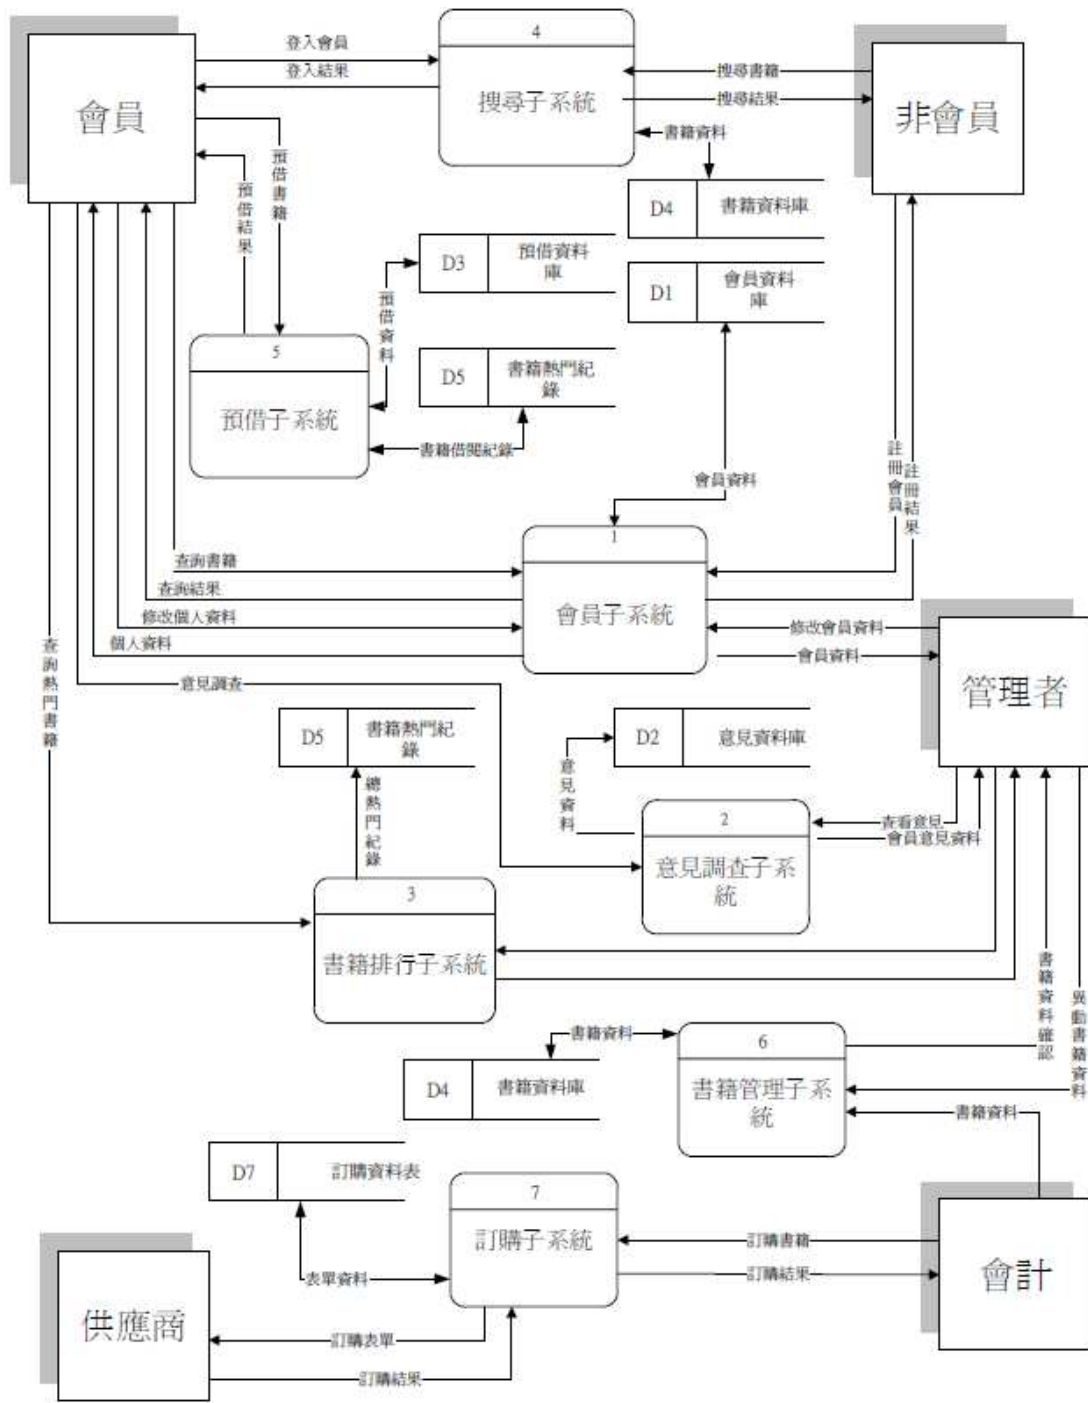 4
登入會員
登入結果
搜尋子系統
搜尋書籍
搜尋結果
會員
非會員
書籍資料
預借書籍
預借結果
D4
書籍資料庫
D3
預借資料
庫
D1
會員資料
庫
預借資料
5
預借子系統
D5
書籍熱門紀
錄
書籍借閱紀錄
會員資料
註冊會員
註冊結果
1
會員子系統
查詢書籍
查詢結果
修改個人資料
個人資料
修改會員資料
會員資料
查詢熱門書籍
意見調查
管理者
D5
書籍熱門紀
錄
D2
意見資料庫
意見資料
總熱門紀錄
2
意見調查子系
統
查看意見
會員意見資料
3
書籍排行子系統
書籍資料確認
異動書籍資料
書籍資料
6
書籍管理子系
統
D4
書籍資料庫
書籍資料
D7
訂購資料表
7
訂購子系統
訂購書籍
訂購結果
會計
表單資料
供應商
訂購表單
訂購結果